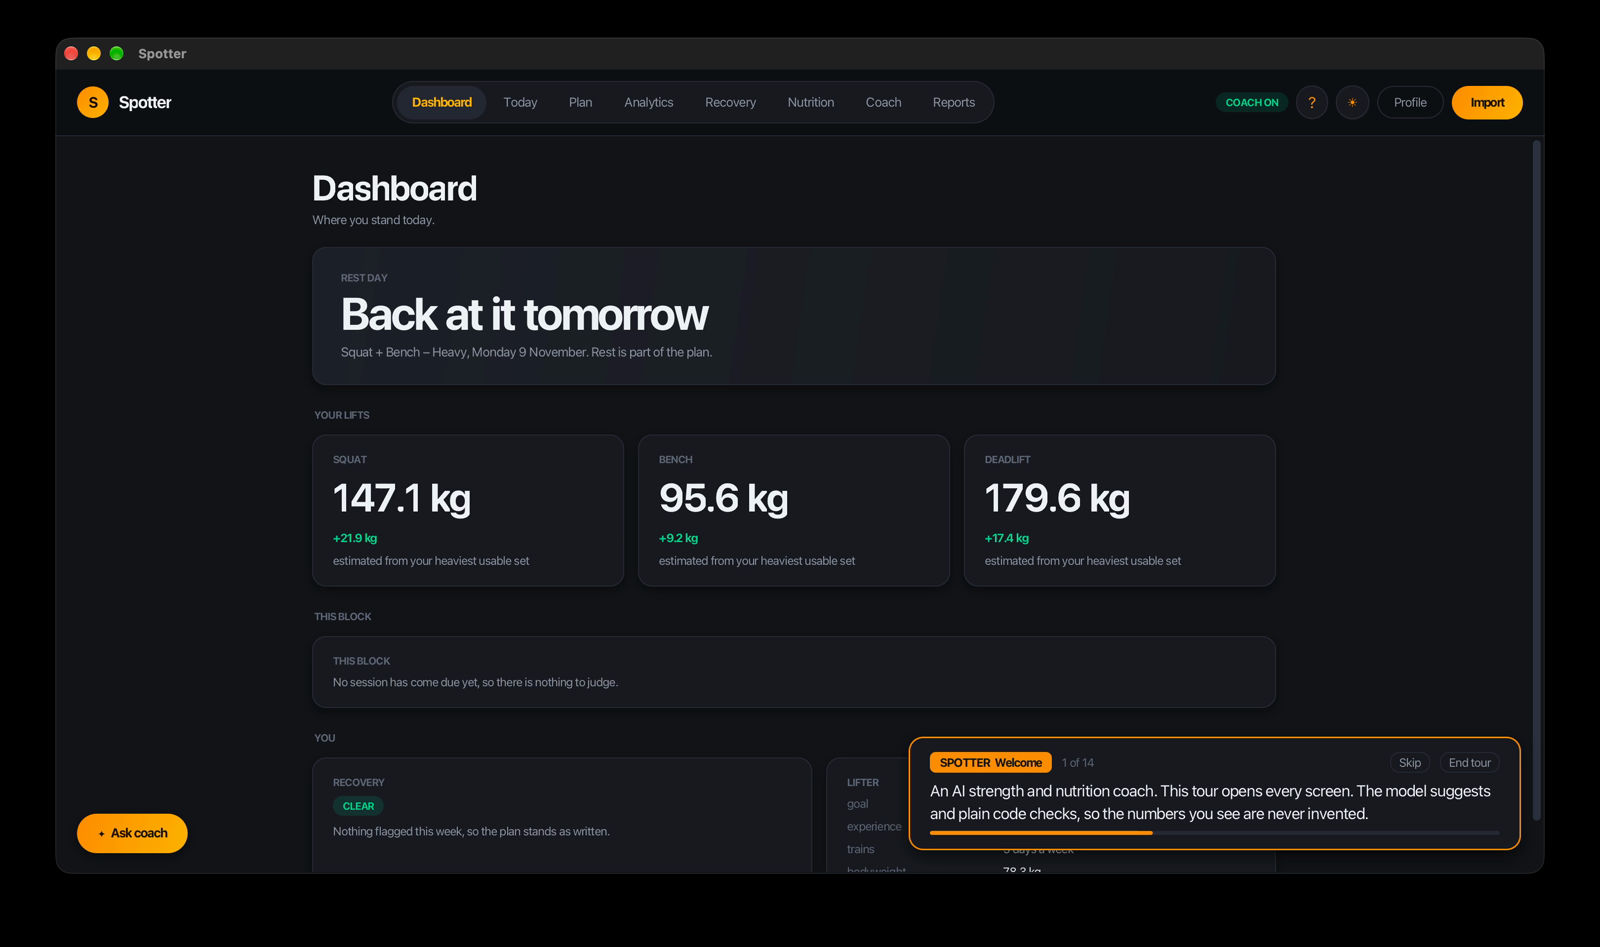 Spotter
S Spotter
Dashboard Today Plan Analytics Recovery Nutrition Coach Reports
COACH ON ? Profile Import
Dashboard
Where you stand today.
REST DAY
Back at it tomorrow
Squat + Bench – Heavy, Monday 9 November. Rest is part of the plan.
YOUR LIFTS
SQUAT
147.1 kg
+21.9 kg
estimated from your heaviest usable set
BENCH
95.6 kg
+9.2 kg
estimated from your heaviest usable set
DEADLIFT
179.6 kg
+17.4 kg
estimated from your heaviest usable set
THIS BLOCK
THIS BLOCK
No session has come due yet, so there is nothing to judge.
YOU
RECOVERY
CLEAR
Nothing flagged this week, so the plan stands as written.
LIFTER
goal
experience
trains days a week
bodyweight 78.3 kg
SPOTTER Welcome 1 of 14 Skip End tour
An AI strength and nutrition coach. This tour opens every screen. The model suggests
and plain code checks, so the numbers you see are never invented.
Ask coach